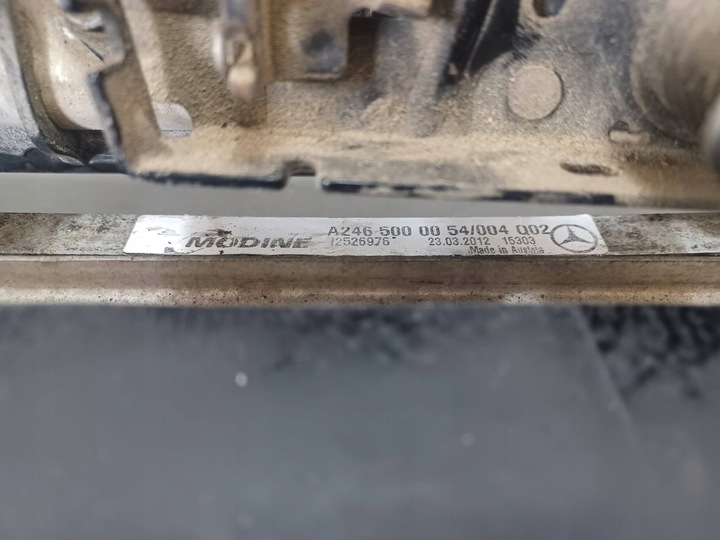 MODINE A246 500 00 54/004 Q02
12526976 23.03.2012 15303
Made in Austria